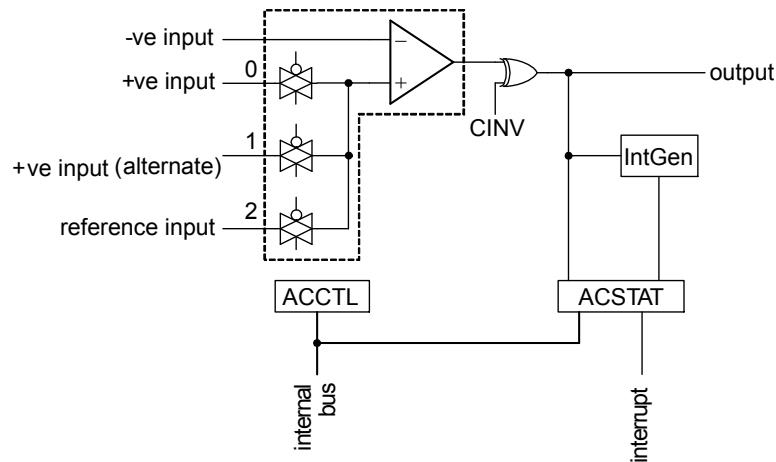 -ve input
+ve input
0
+ve input (alternate)
1
reference input
2
−
+
CINV
output
IntGen
ACCTL
ACSTAT
internal
bus
interrupt